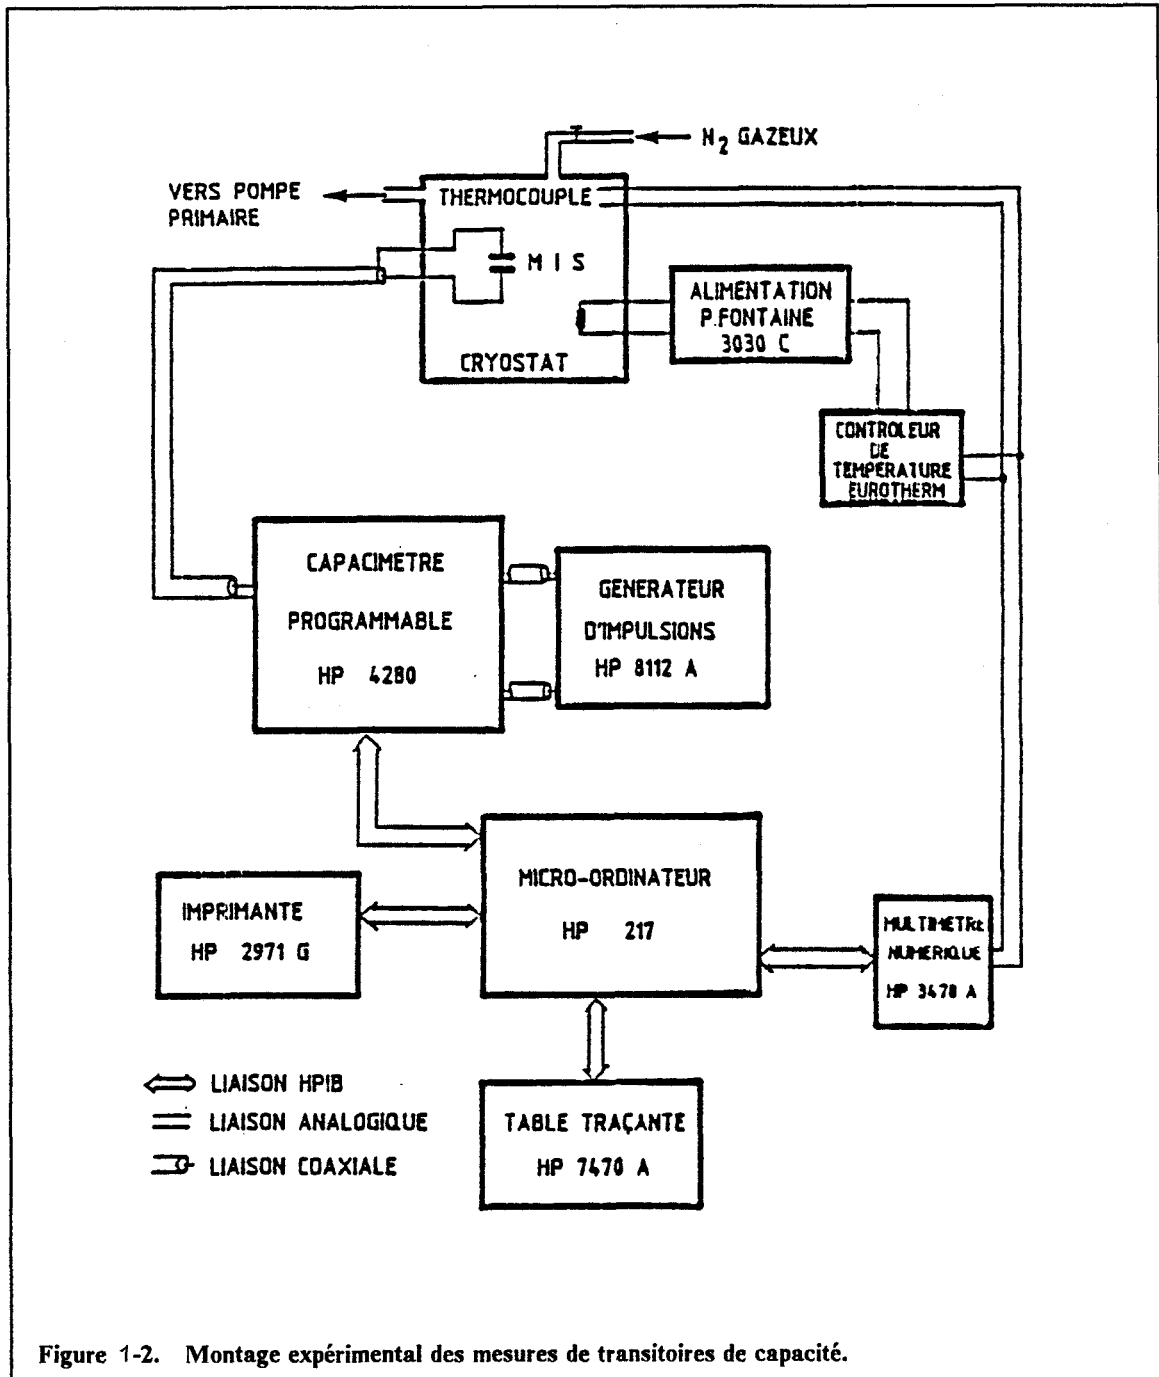 N₂ GAZEUX
VERS POMPE
PRIMAIRE
THERMOCOUPLE
M I S
CRYOSTAT
ALIMENTATION
P.FONTAINE
3030 C
CONTROLEUR
DE
TEMPERATURE
EUROTHERM
CAPACIMETRE
PROGRAMMABLE
HP 4280
GENERATEUR
D'IMPULSIONS
HP 8112 A
MICRO-ORDINATEUR
HP 217
IMPRIMANTE
HP 2971 G
MULTIMETRE
NUMERIQUE
HP 3478 A
LIAISON HPIB
LIAISON ANALOGIQUE
LIAISON COAXIALE
TABLE TRAÇANTE
HP 7470 A
Figure 1-2. Montage expérimental des mesures de transitoires de capacité.